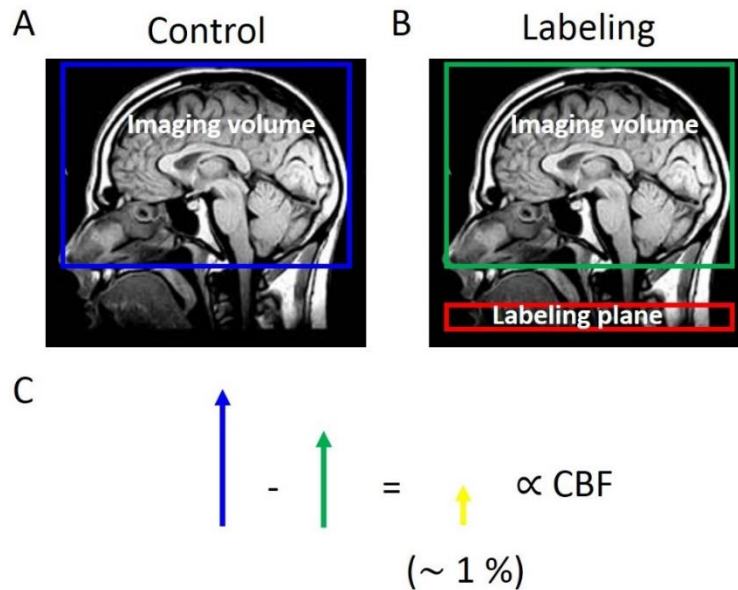 A
Control
Imaging volume
B
Labeling
Imaging volume
Labeling plane
C
- = ∝ CBF
(~ 1 %)